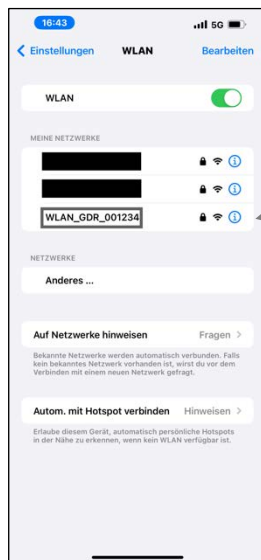 16:43
5G
Einstellungen WLAN Bearbeiten
WLAN
MEINE NETZWERKE
WLAN_GDR_001234
NETZWERKE
Anderes ...
Auf Netzwerke hinweisen Fragen
Bekannte Netzwerke werden automatisch verbunden. Falls
kein bekanntes Netzwerk vorhanden ist, wirst du vor dem
Verbinden mit einem neuen Netzwerk gefragt.
Autom. mit Hotspot verbinden Hinweisen
Erlaube diesem Gerät, automatisch persönliche Hotspots
in der Nähe zu erkennen, wenn kein WLAN verfügbar ist.